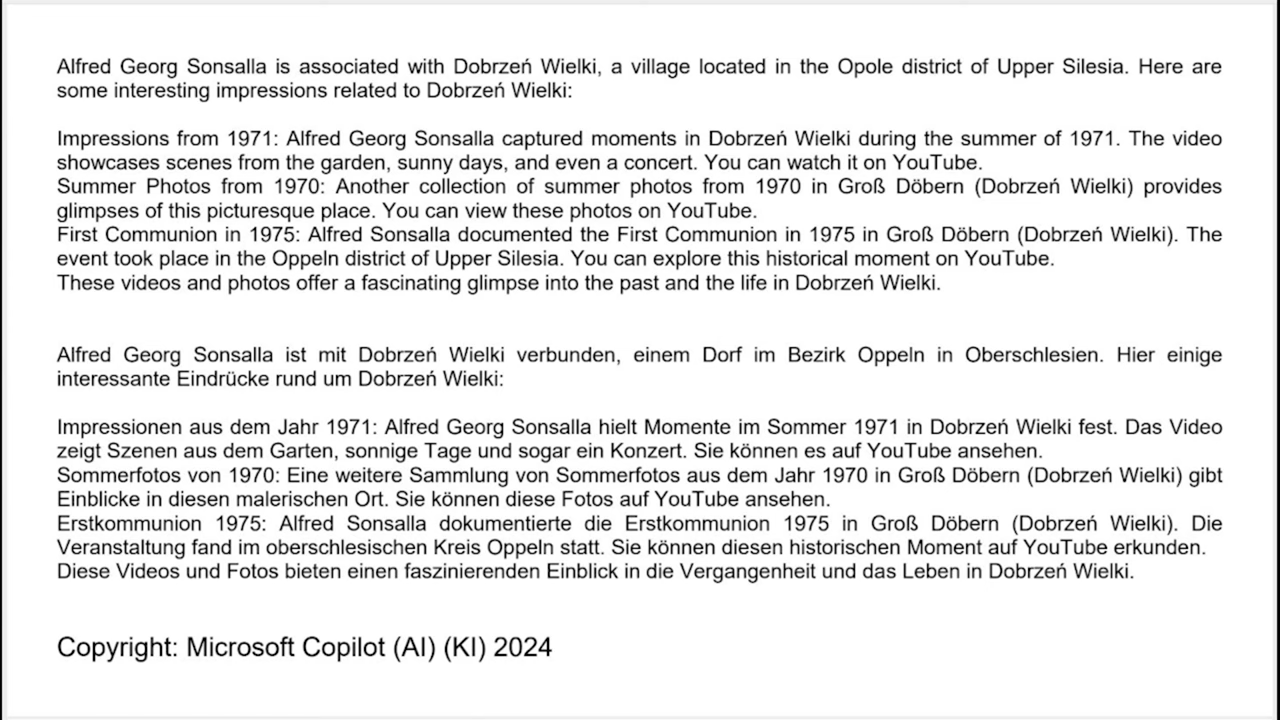 Alfred Georg Sonsalla is associated with Dobrzeń Wielki, a village located in the Opole district of Upper Silesia. Here are
some interesting impressions related to Dobrzeń Wielki:
Impressions from 1971: Alfred Georg Sonsalla captured moments in Dobrzeń Wielki during the summer of 1971. The video
showcases scenes from the garden, sunny days, and even a concert. You can watch it on YouTube.
Summer Photos from 1970: Another collection of summer photos from 1970 in Groß Döbern (Dobrzeń Wielki) provides
glimpses of this picturesque place. You can view these photos on YouTube.
First Communion in 1975: Alfred Sonsalla documented the First Communion in 1975 in Groß Döbern (Dobrzeń Wielki). The
event took place in the Oppeln district of Upper Silesia. You can explore this historical moment on YouTube.
These videos and photos offer a fascinating glimpse into the past and the life in Dobrzeń Wielki.
Alfred Georg Sonsalla ist mit Dobrzeń Wielki verbunden, einem Dorf im Bezirk Oppeln in Oberschlesien. Hier einige
interessante Eindrücke rund um Dobrzeń Wielki:
Impressionen aus dem Jahr 1971: Alfred Georg Sonsalla hielt Momente im Sommer 1971 in Dobrzeń Wielki fest. Das Video
zeigt Szenen aus dem Garten, sonnige Tage und sogar ein Konzert. Sie können es auf YouTube ansehen.
Sommerfotos von 1970: Eine weitere Sammlung von Sommerfotos aus dem Jahr 1970 in Groß Döbern (Dobrzeń Wielki) gibt
Einblicke in diesen malerischen Ort. Sie können diese Fotos auf YouTube ansehen.
Erstkommunion 1975: Alfred Sonsalla dokumentierte die Erstkommunion 1975 in Groß Döbern (Dobrzeń Wielki). Die
Veranstaltung fand im oberschlesischen Kreis Oppeln statt. Sie können diesen historischen Moment auf YouTube erkunden.
Diese Videos und Fotos bieten einen faszinierenden Einblick in die Vergangenheit und das Leben in Dobrzeń Wielki.
Copyright: Microsoft Copilot (AI) (KI) 2024